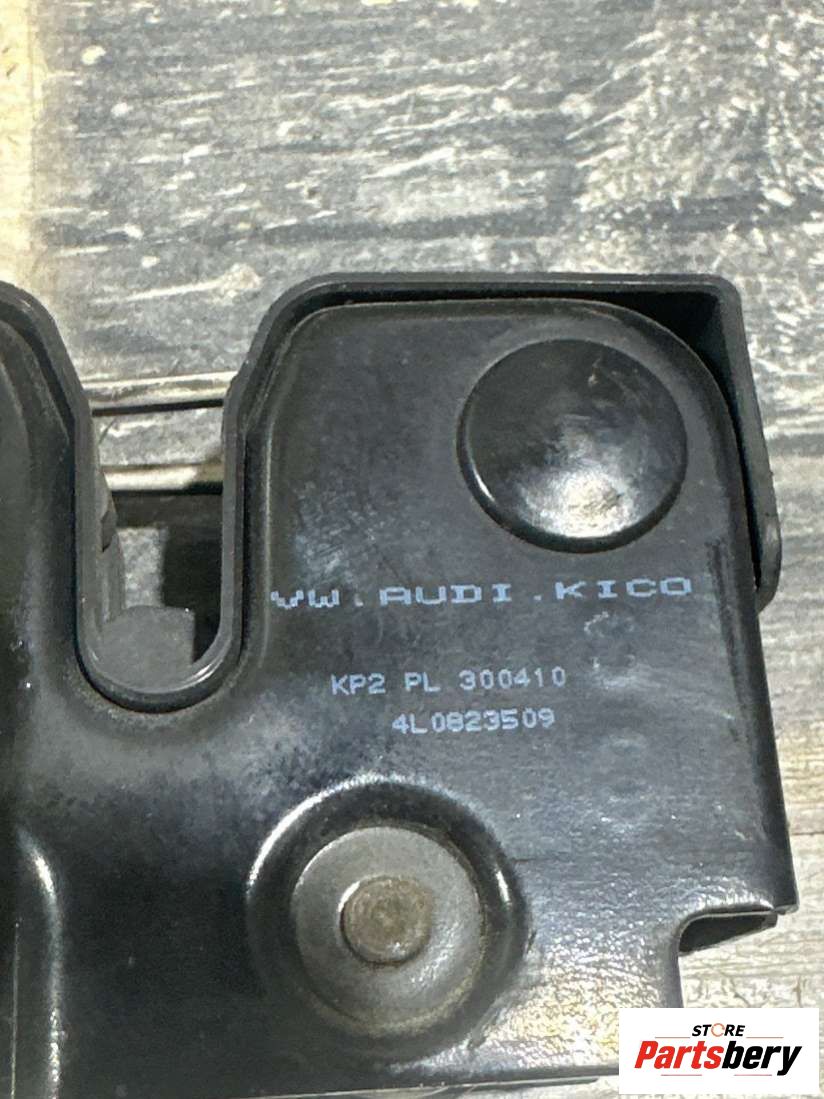 VW.AUDI.KICO
KP2 PL 300410
4L0823509
STORE
Partsbery